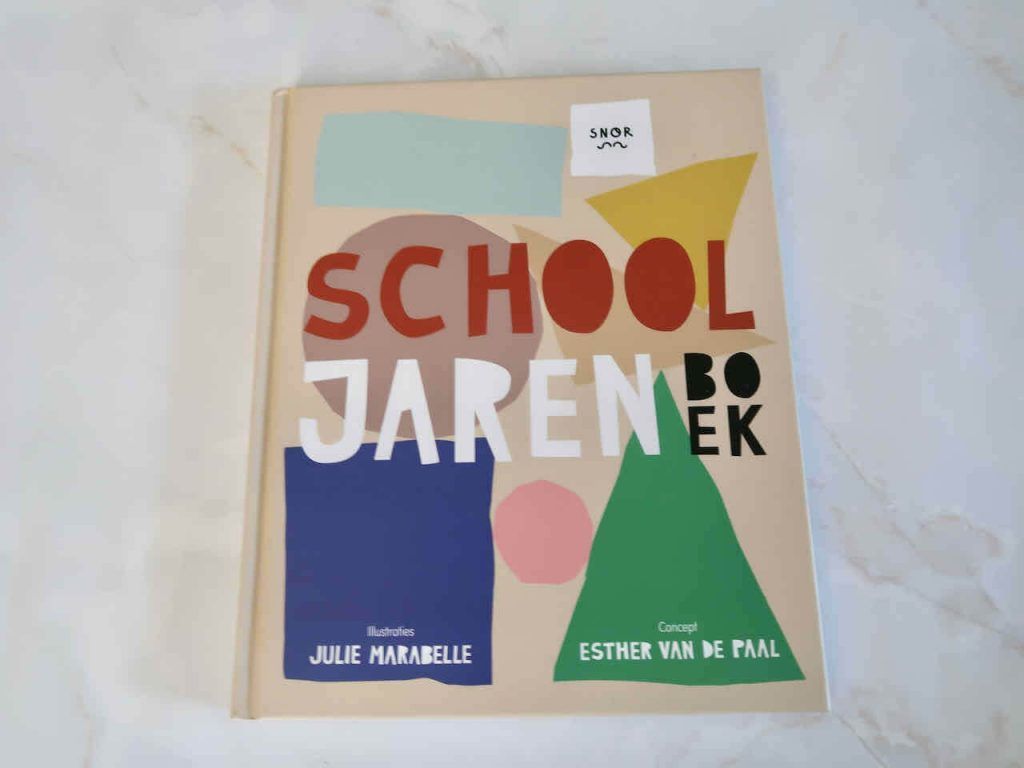 SNOR
SCHOOL
JAREN
BO
EK
Illustraties
JULIE MARABELLE
Concept
ESTHER VAN DE PAAL